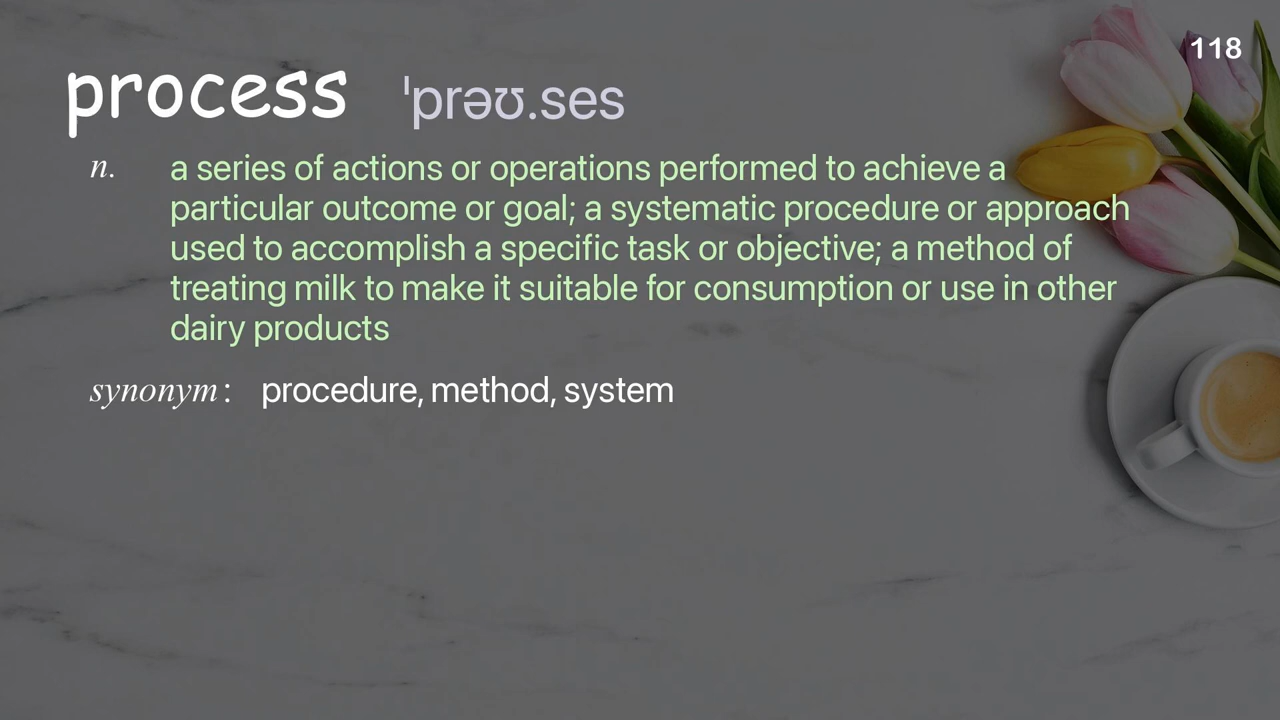 118
process ˈprəʊ.ses
n. a series of actions or operations performed to achieve a
particular outcome or goal; a systematic procedure or approach
used to accomplish a specific task or objective; a method of
treating milk to make it suitable for consumption or use in other
dairy products
synonym: procedure, method, system